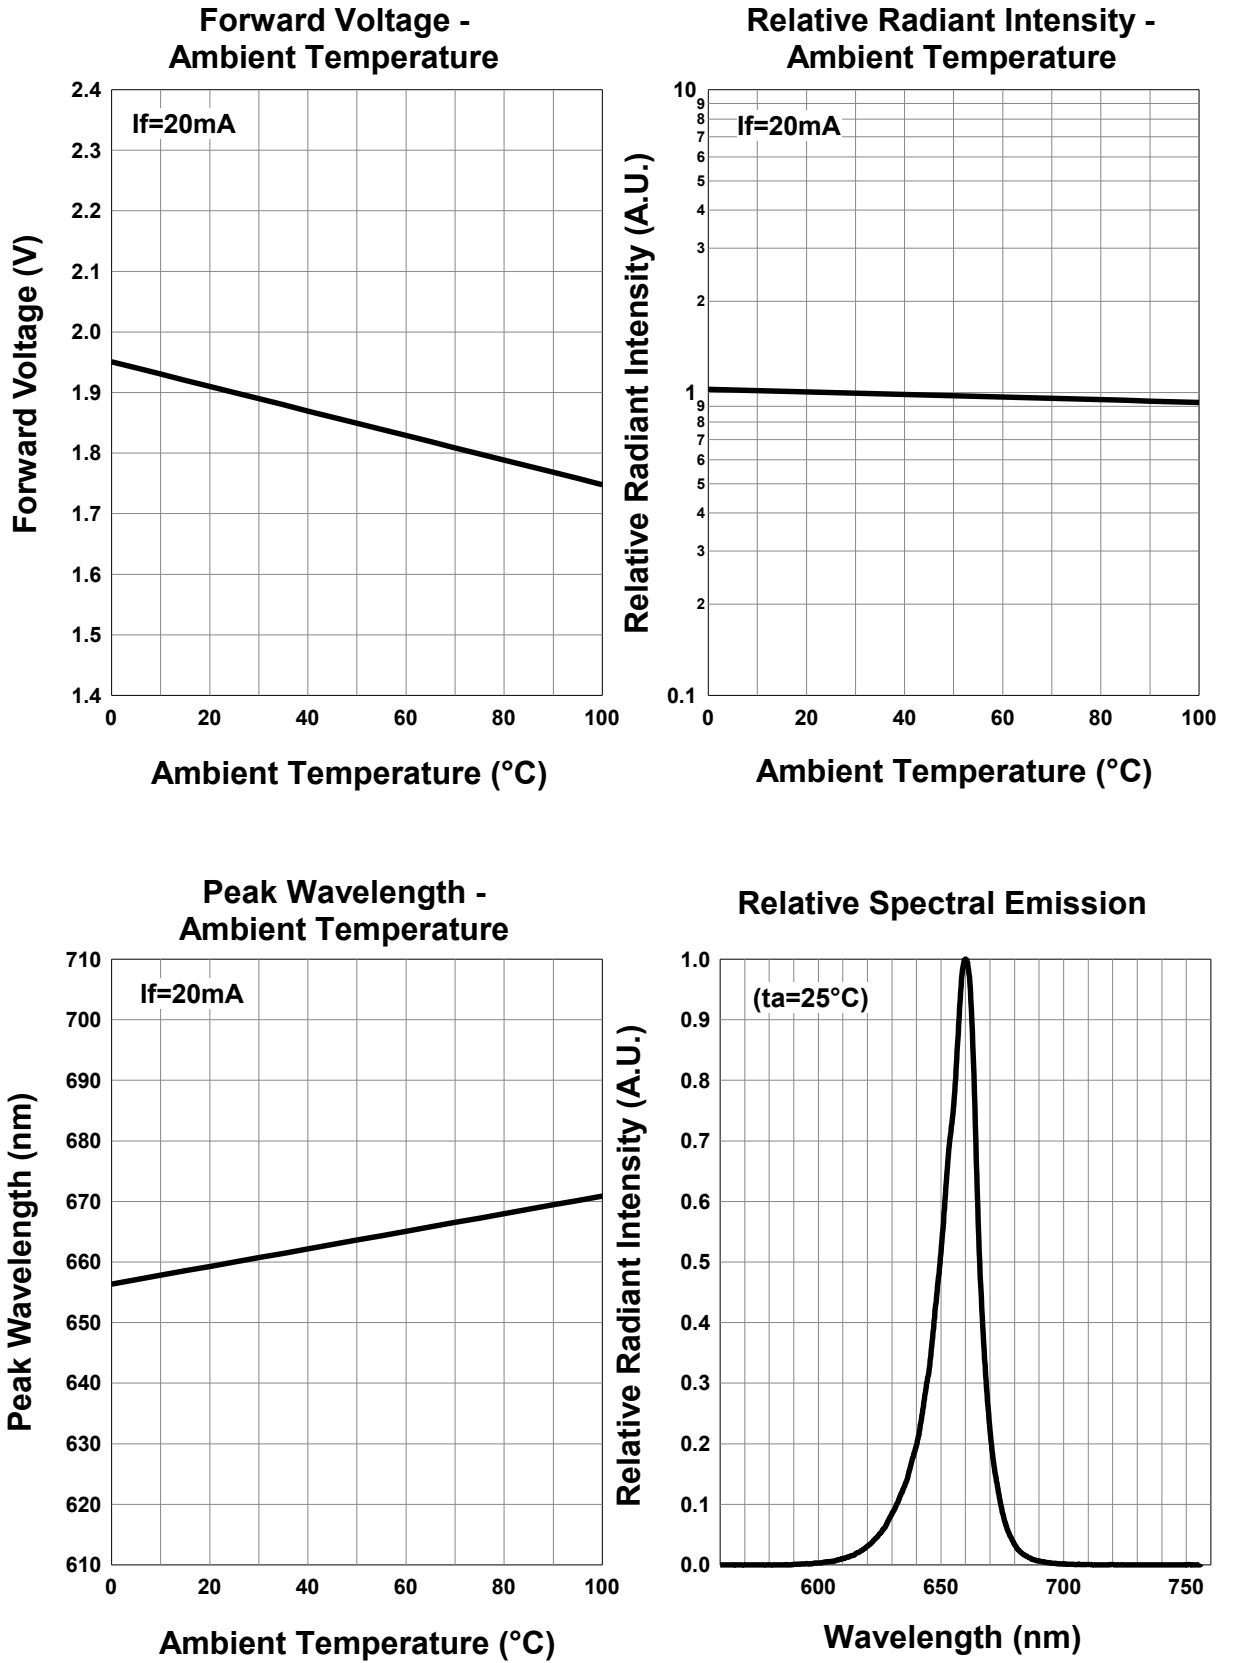 Forward Voltage -
Ambient Temperature
2.4
2.3
2.2
2.1
2.0
1.9
1.8
1.7
1.6
1.5
1.4
If=20mA
Forward Voltage (V)
0 20 40 60 80 100
Ambient Temperature (°C)
Relative Radiant Intensity -
Ambient Temperature
10
9
8
7
6
5
4
3
2
1
9
8
7
6
5
4
3
2
0.1
If=20mA
Relative Radiant Intensity (A.U.)
0 20 40 60 80 100
Ambient Temperature (°C)
Peak Wavelength -
Ambient Temperature
710
700
690
680
670
660
650
640
630
620
610
If=20mA
Peak Wavelength (nm)
0 20 40 60 80 100
Ambient Temperature (°C)
Relative Spectral Emission
1.0
0.9
0.8
0.7
0.6
0.5
0.4
0.3
0.2
0.1
0.0
(ta=25°C)
Relative Radiant Intensity (A.U.)
600 650 700 750
Wavelength (nm)